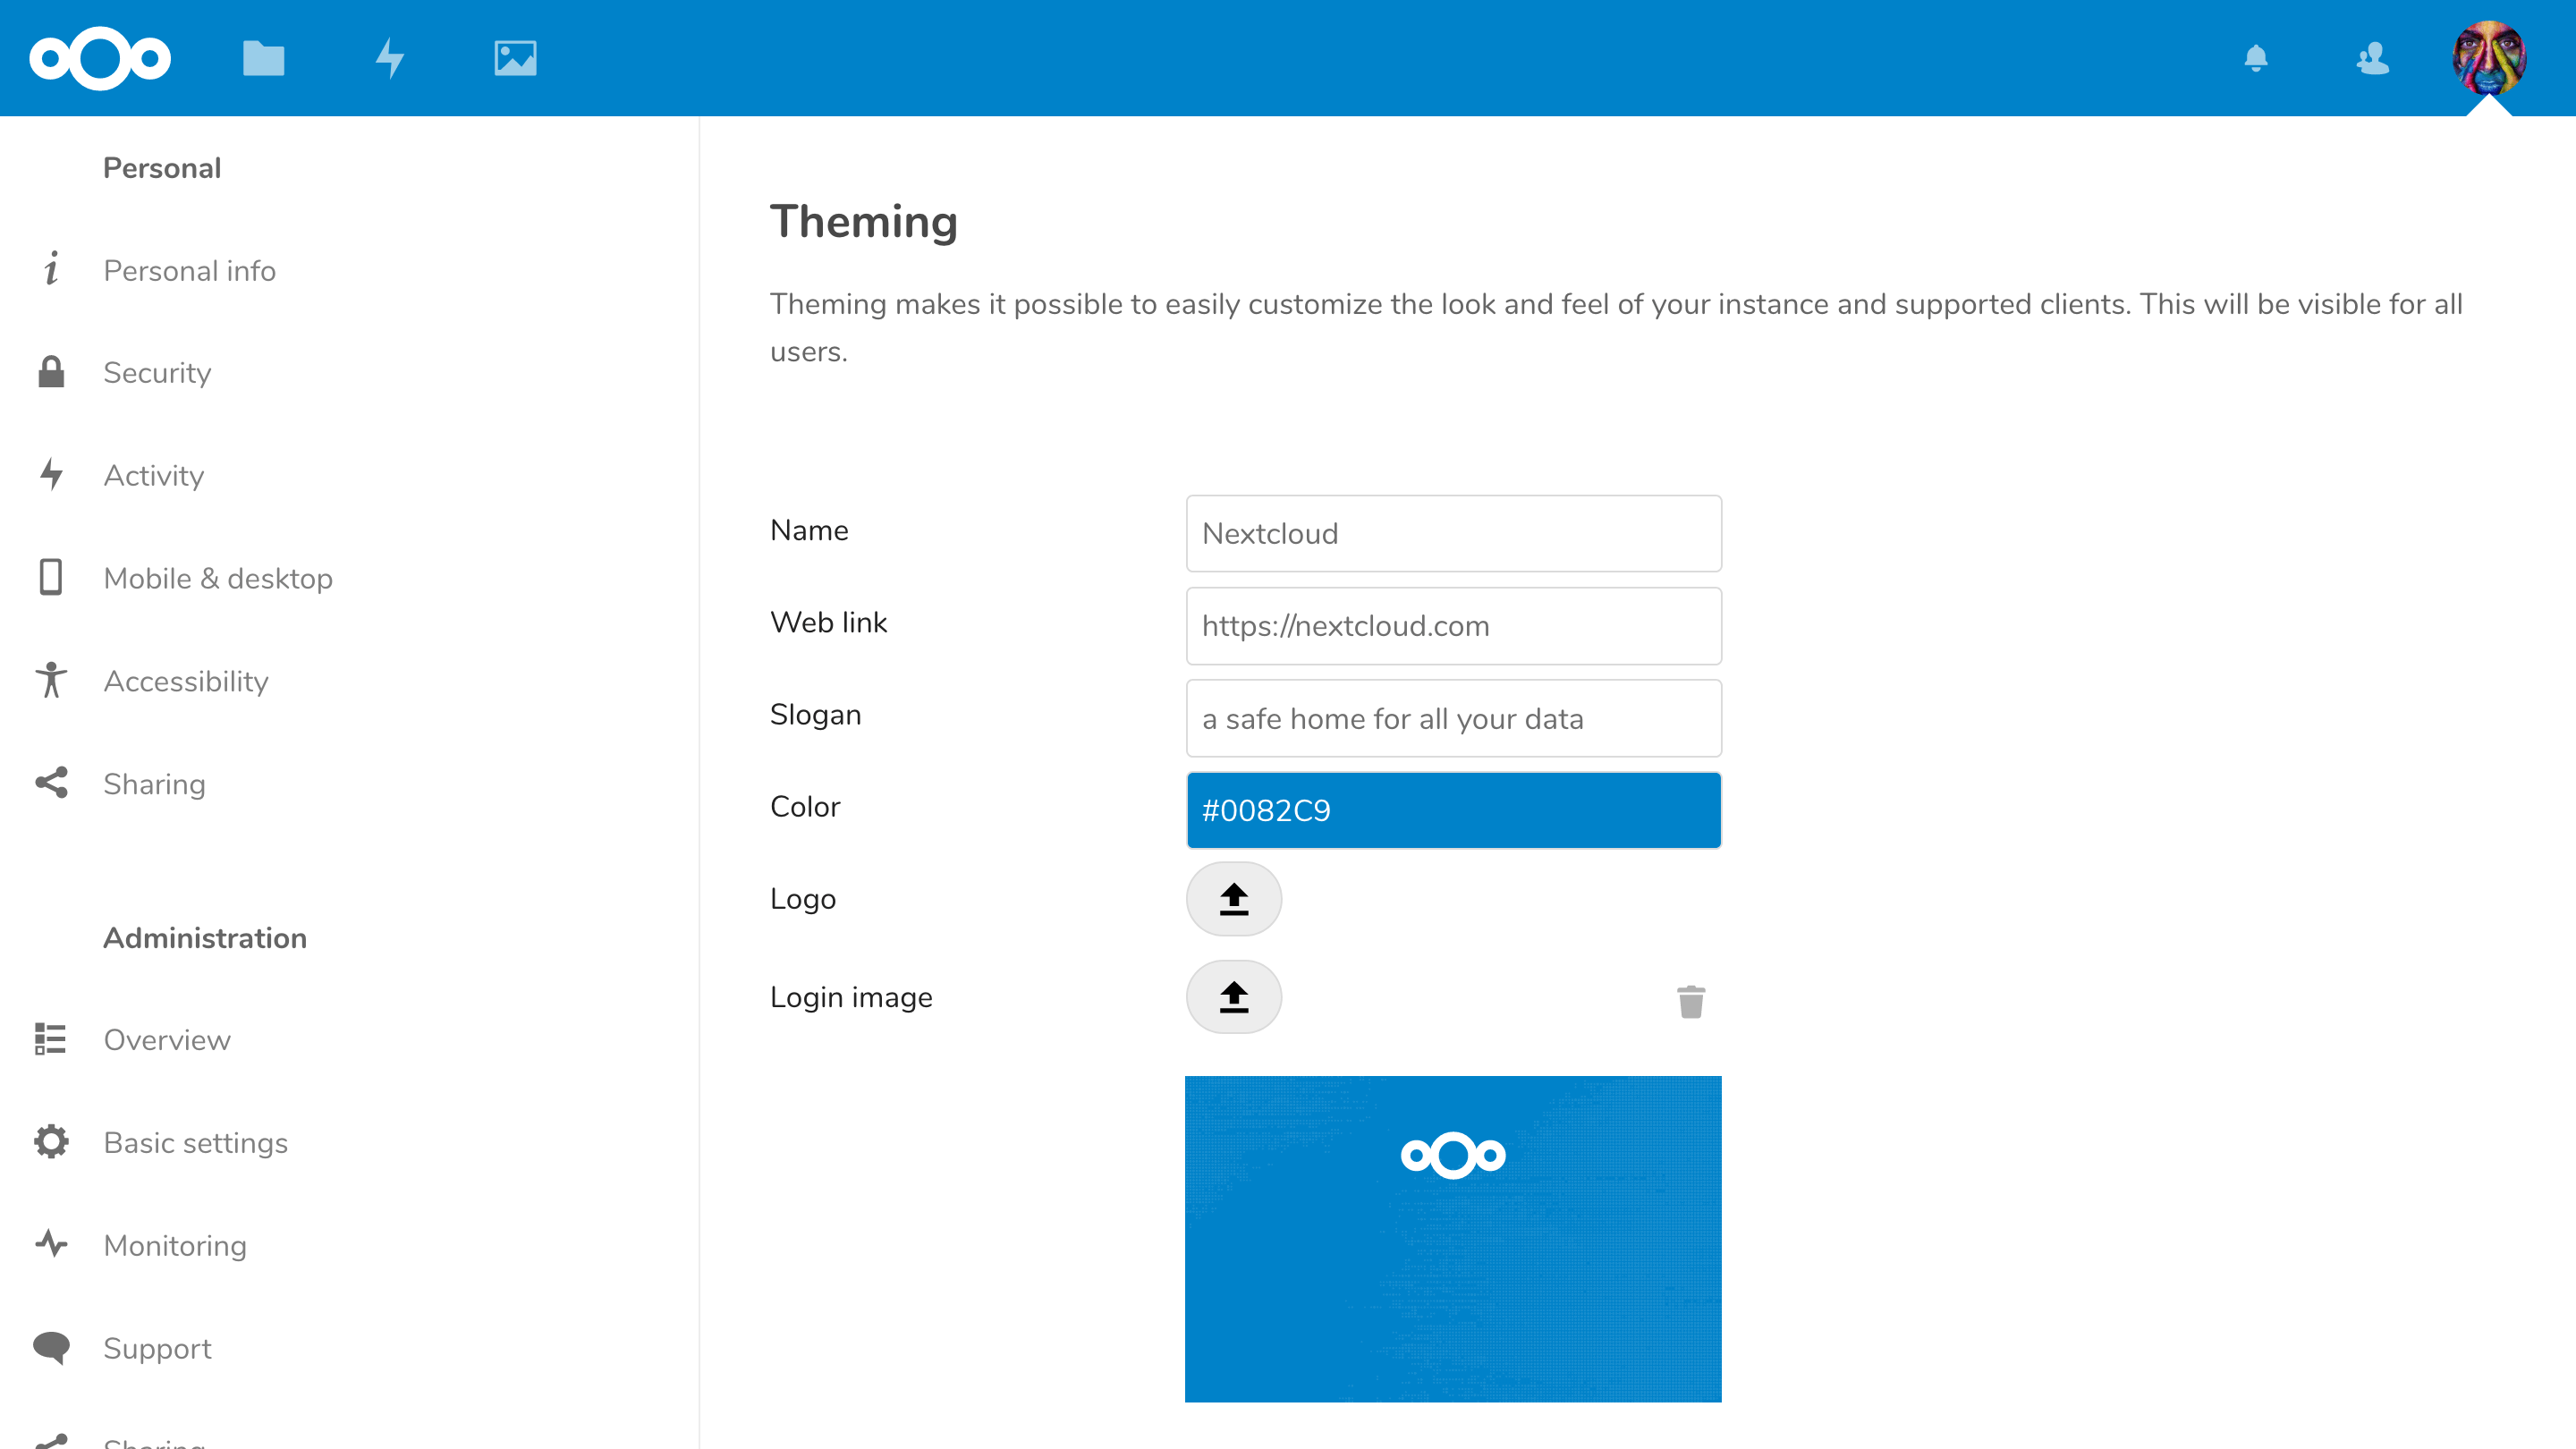 Personal
Personal info
Security
Activity
Mobile & desktop
Accessibility
Sharing
Administration
Overview
Basic settings
Monitoring
Support
Sharing
Theming
Theming makes it possible to easily customize the look and feel of your instance and supported clients. This will be visible for all
users.
Name
Nextcloud
Web link
https://nextcloud.com
Slogan
a safe home for all your data
Color
#0082C9
Logo
Login image